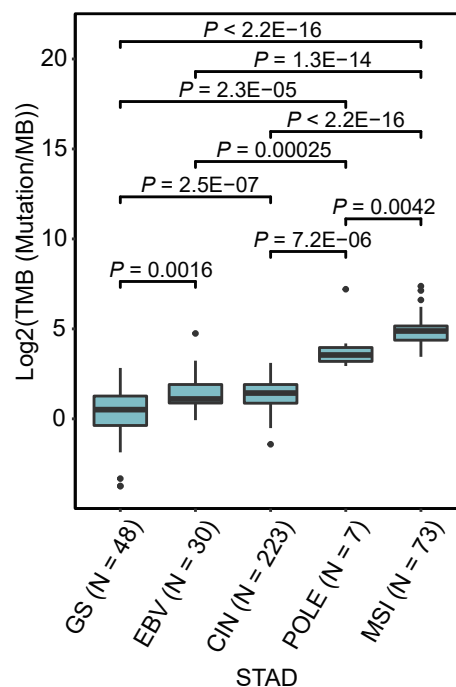 Log2(TMB (Mutation/MB))
20
15
10
5
0
P < 2.2E−16
P = 1.3E−14
P = 2.3E−05
P <2.2E−16
P = 0.00025
P = 2.5E−07
P = 0.0042
P = 7.2E−06
P = 0.0016
GS (N = 48)
EBV (N = 30)
CIN (N = 223)
POLE (N = 7)
MSI (N = 73)
STAD